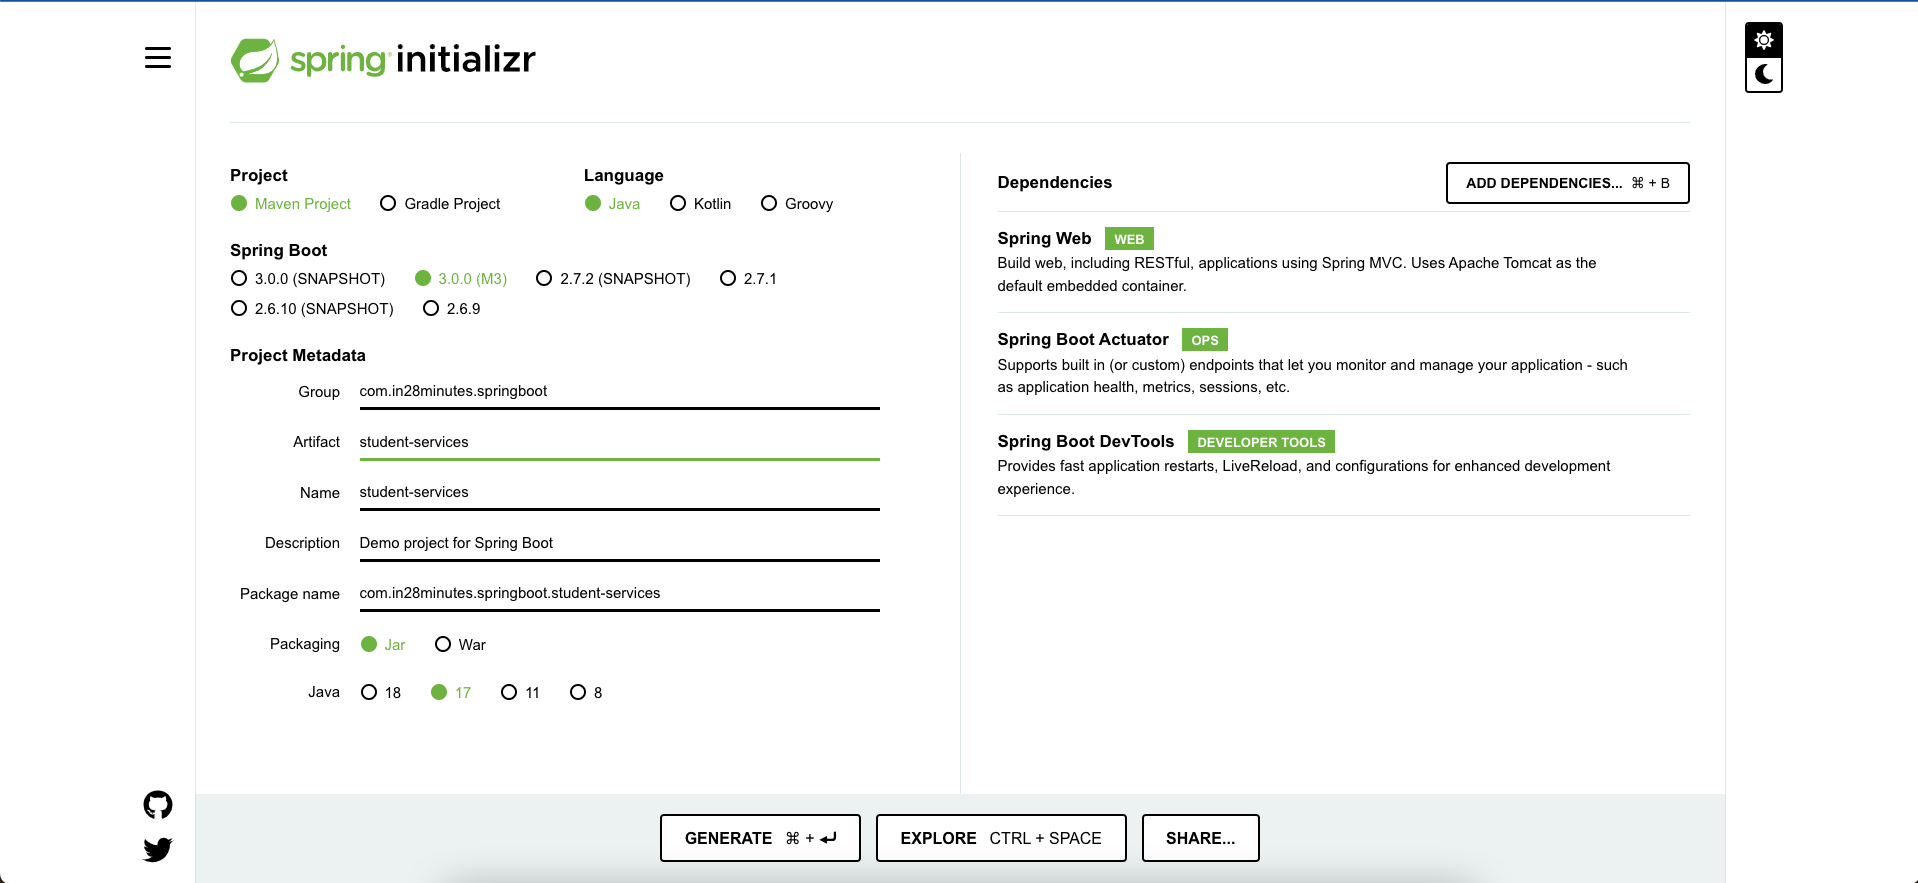 spring initializr
Project
Maven Project Gradle Project
Language
Java Kotlin Groovy
Spring Boot
3.0.0 (SNAPSHOT) 3.0.0 (M3) 2.7.2 (SNAPSHOT) 2.7.1
2.6.10 (SNAPSHOT) 2.6.9
Project Metadata
Group com.in28minutes.springboot
Artifact student-services
Name student-services
Description Demo project for Spring Boot
Package name com.in28minutes.springboot.student-services
Packaging Jar War
Java 18 17 11 8
Dependencies ADD DEPENDENCIES... ⌘ + B
Spring Web WEB
Build web, including RESTful, applications using Spring MVC. Uses Apache Tomcat as the
default embedded container.
Spring Boot Actuator OPS
Supports built in (or custom) endpoints that let you monitor and manage your application - such
as application health, metrics, sessions, etc.
Spring Boot DevTools DEVELOPER TOOLS
Provides fast application restarts, LiveReload, and configurations for enhanced development
experience.
GENERATE ⌘ + ⏎ EXPLORE CTRL + SPACE SHARE...